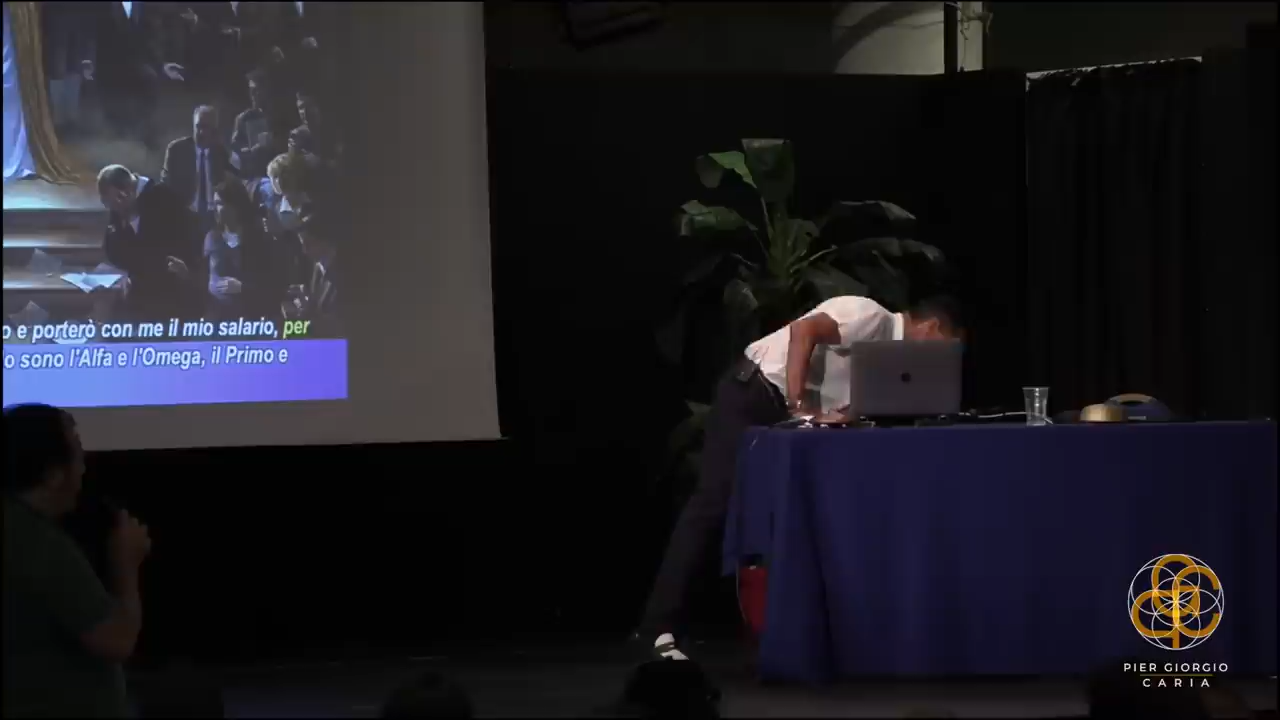 o e porterò con me il mio salario, per
o sono l'Alfa e l'Omega, il Primo e
PIER GIORGIO
CARIA